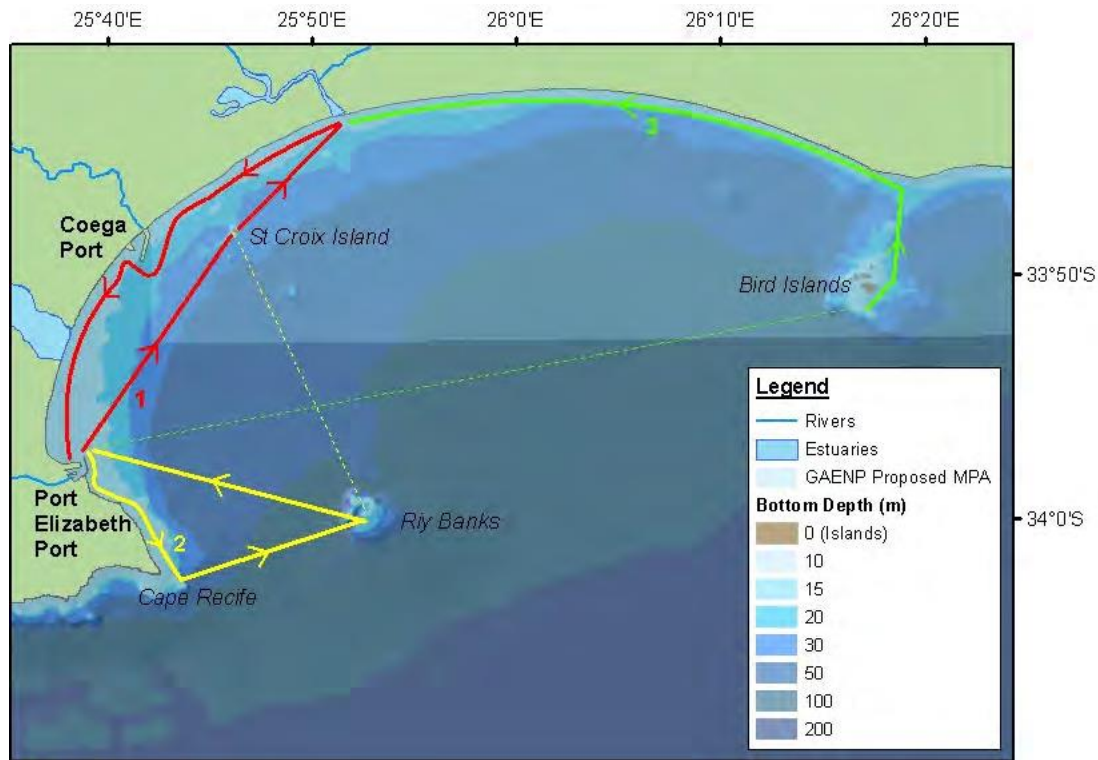 25°40'E 25°50'E 26°0'E 26°10'E 26°20'E
3
Coega
Port
St Croix Island
Bird Islands
33°50'S
1
Legend
Rivers
Estuaries
GAENP Proposed MPA
Bottom Depth (m)
0 (Islands)
10
15
20
30
50
100
200
Port
Elizabeth
Port
Riy Banks
34°0'S
2
Cape Recife